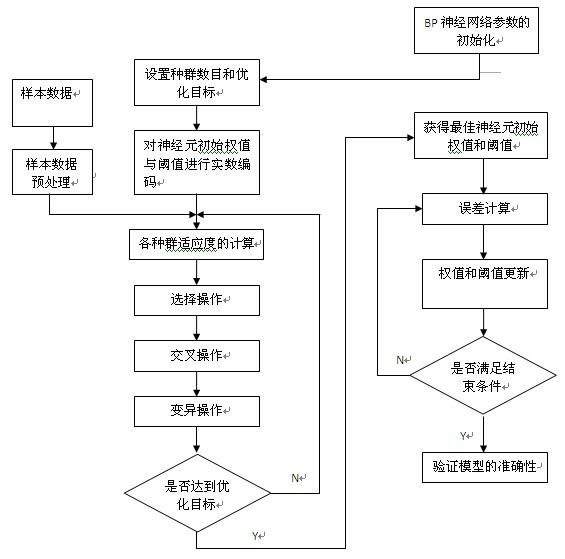 BP 神经网络参数的
初始化
设置种群数目和优
化目标
样本数据
对神经元初始权值
与阈值进行实数编
码
样本数据
预处理
各种群适应度的计算
选择操作
交叉操作
变异操作
是否达到优
化目标
N
Y
获得最佳神经元初始
权值和阈值
误差计算
权值和阈值更新
是否满足结
束条件
N
Y
验证模型的准确性